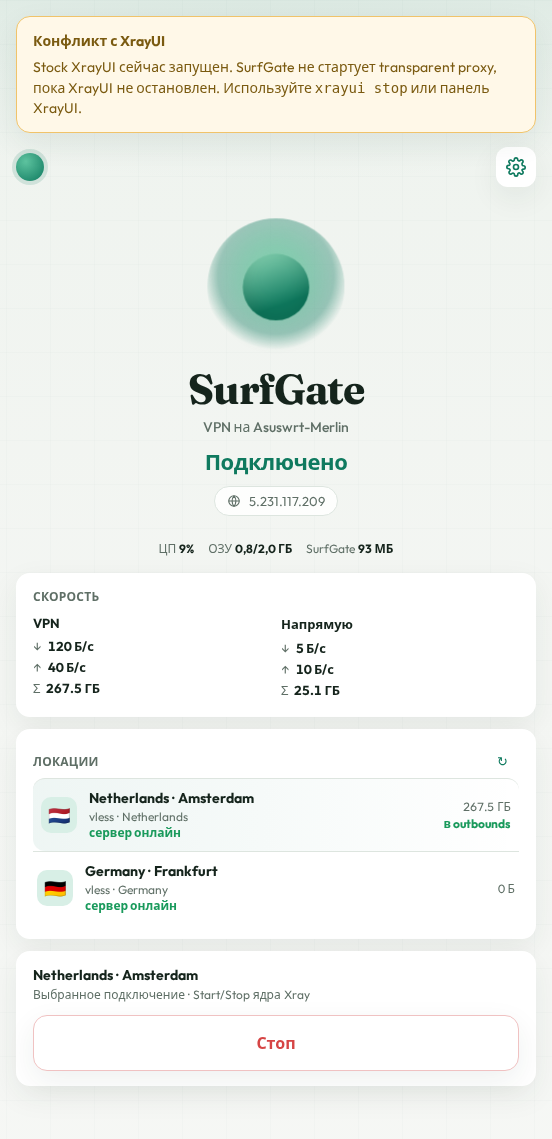 Конфликт с XrayUI
Stock XrayUI сейчас запущен. SurfGate не стартует transparent proxy,
пока XrayUI не остановлен. Используйте xrayui stop или панель
XrayUI.
SurfGate
VPN на Asuswrt-Merlin
Подключено
5.231.117.209
ЦП 9% ОЗУ 0,8/2,0 ГБ SurfGate 93 МБ
СКОРОСТЬ
VPN
↓ 120 Б/с
↑ 40 Б/с
Σ 267.5 ГБ
Напрямую
↓ 5 Б/с
↑ 10 Б/с
Σ 25.1 ГБ
ЛОКАЦИИ ↻
Netherlands · Amsterdam
vless · Netherlands
сервер онлайн
267.5 ГБ
в outbounds
Germany · Frankfurt
vless · Germany
сервер онлайн
0 Б
Netherlands · Amsterdam
Выбранное подключение · Start/Stop ядра Xray
Стоп